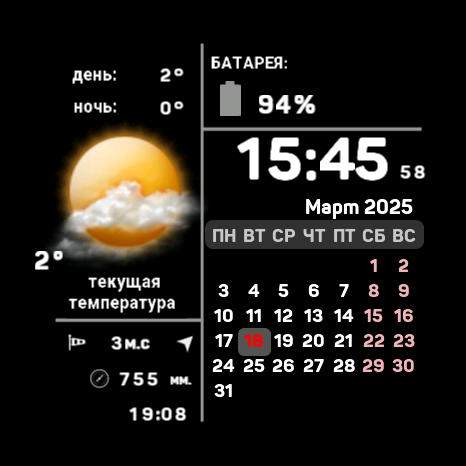 день: 2°
ночь: 0°
2°
текущая
температура
3м.с
755 мм.
19:08
БАТАРЕЯ:
94%
15:45 58
Март 2025
ПН ВТ СР ЧТ ПТ СБ ВС
1 2
3 4 5 6 7 8 9
10 11 12 13 14 15 16
17 18 19 20 21 22 23
24 25 26 27 28 29 30
31